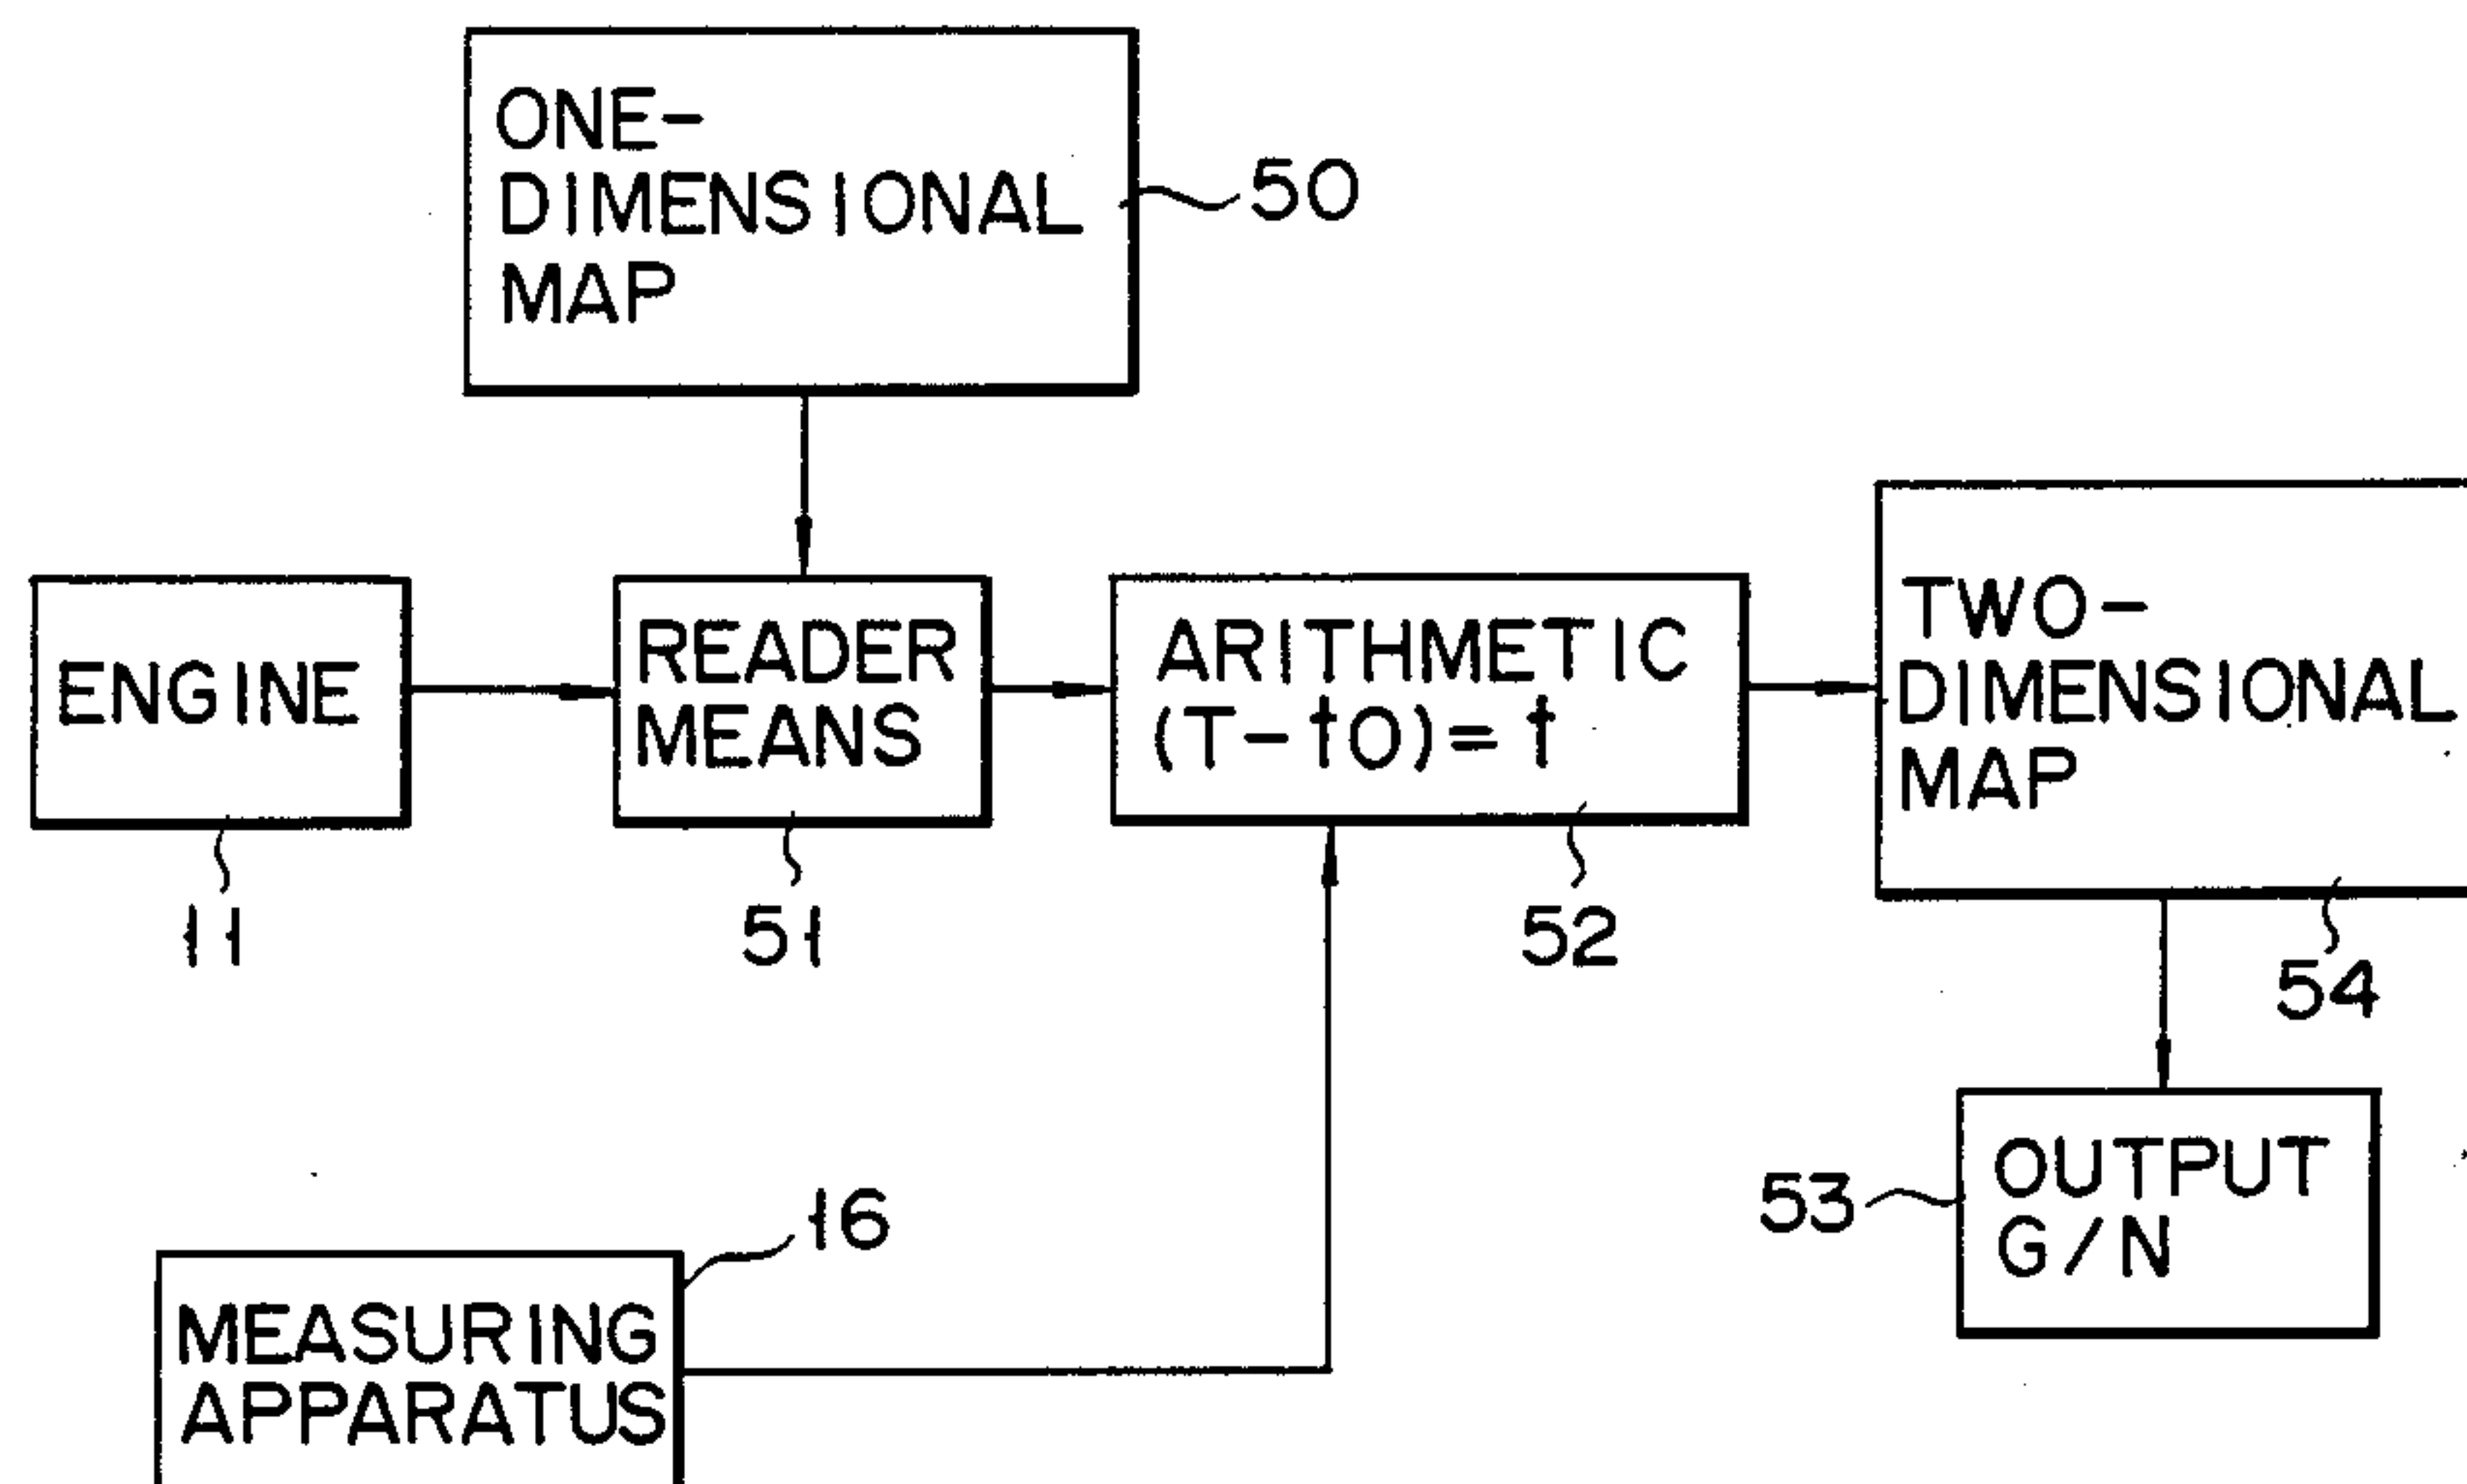 ONE-
DIMENSIONAL
MAP
50
ENGINE
11
READER
MEANS
51
ARITHMETIC
(T-t0)=t
52
TWO-
DIMENSIONAL
MAP
54
OUTPUT
G/N
53
MEASURING
APPARATUS
16